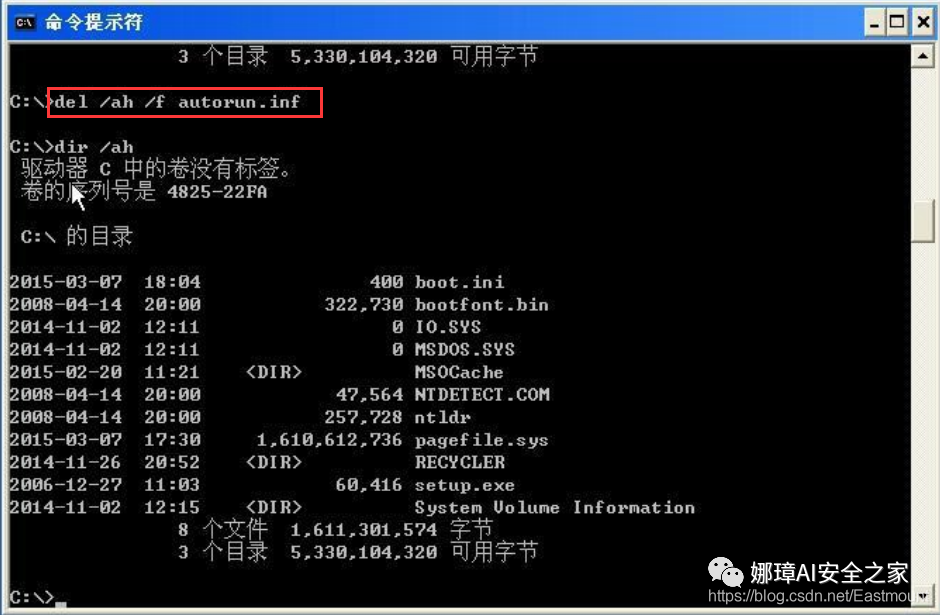 命令提示符
3 个目录 5,330,104,320 可用字节
C:\>del /ah /f autorun.inf
C:\>dir /ah
驱动器 C 中的卷没有标签。
卷的序列号是 4825-22FA
C:\ 的目录
2015-03-07 18:04 400 boot.ini
2008-04-14 20:00 322,730 bootfont.bin
2014-11-02 12:11 0 IO.SYS
2014-11-02 12:11 0 MSDOS.SYS
2015-02-20 11:21 <DIR> MSOCache
2008-04-14 20:00 47,564 NTDETECT.COM
2008-04-14 20:00 257,728 ntldr
2015-03-07 17:30 1,610,612,736 pagefile.sys
2014-11-26 20:52 <DIR> RECYCLER
2006-12-27 11:03 60,416 setup.exe
2014-11-02 12:15 <DIR> System Volume Information
8 个文件 1,611,301,574 字节
3 个目录 5,330,104,320 可用字节
C:\>
娜璋AI安全之家
https://blog.csdn.net/Eastmount